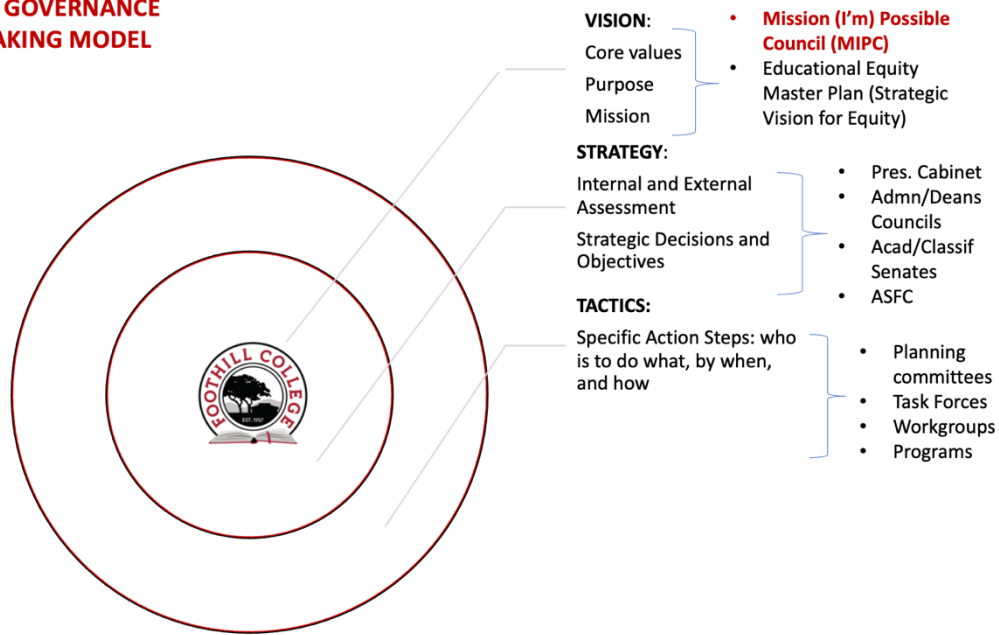 GOVERNANCE
AKING MODEL
VISION:
Core values
Purpose
Mission
• Mission (I'm) Possible
Council (MIPC)
• Educational Equity
Master Plan (Strategic
Vision for Equity)
STRATEGY:
Internal and External
Assessment
Strategic Decisions and
Objectives
• Pres. Cabinet
• Admn/Deans
Councils
• Acad/Classif
Senates
• ASFC
TACTICS:
Specific Action Steps: who
is to do what, by when,
and how
• Planning
committees
• Task Forces
• Workgroups
• Programs
FOOTHILL COLLEGE
EST. 1957